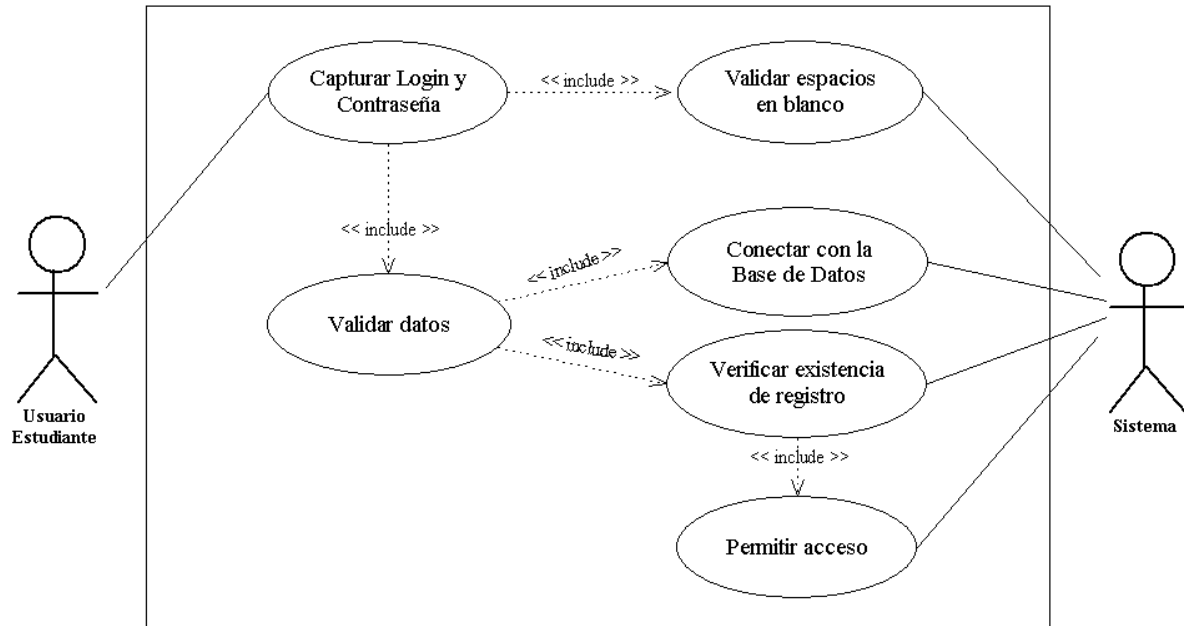 Capturar Login y
Contraseña
<< include >>
Validar espacios
en blanco
<< include >>
Validar datos
<< include >>
Conectar con la
Base de Datos
<< include >>
Verificar existencia
de registro
<< include >>
Permitir acceso
Usuario
Estudiante
Sistema